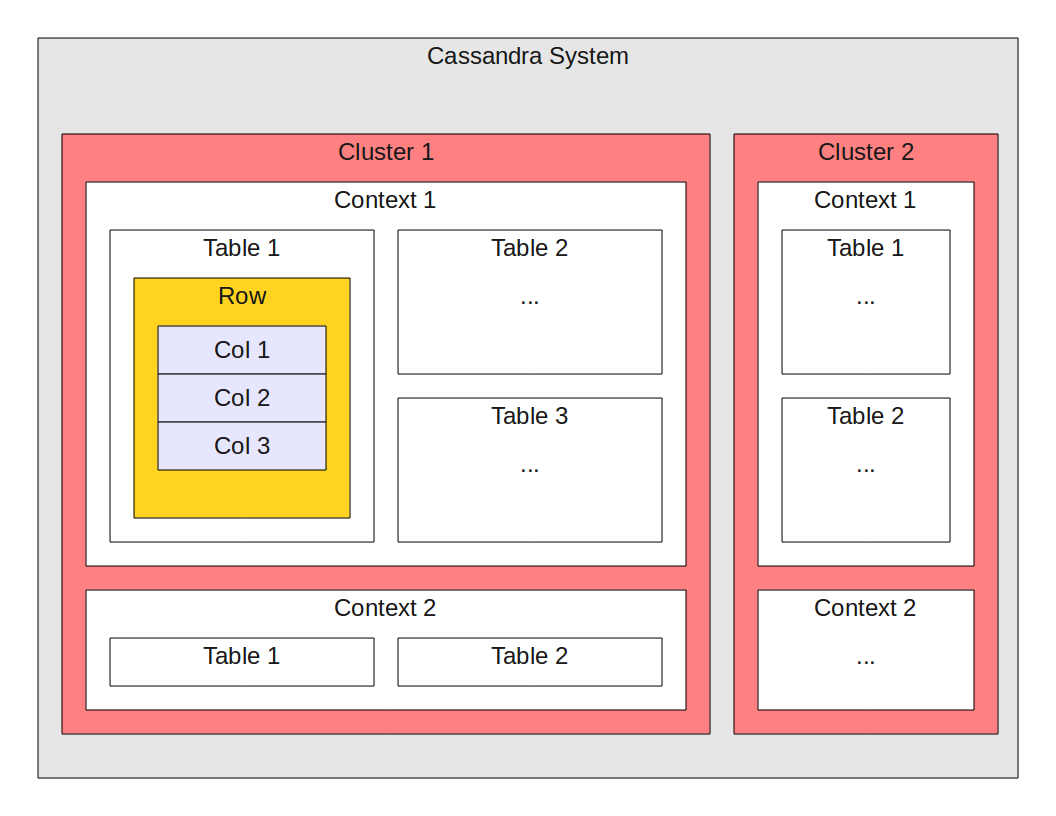 Cassandra System
Cluster 1
Context 1
Table 1
Row
Col 1
Col 2
Col 3
Table 2
...
Table 3
...
Context 2
Table 1
Table 2
Cluster 2
Context 1
Table 1
...
Table 2
...
Context 2
...